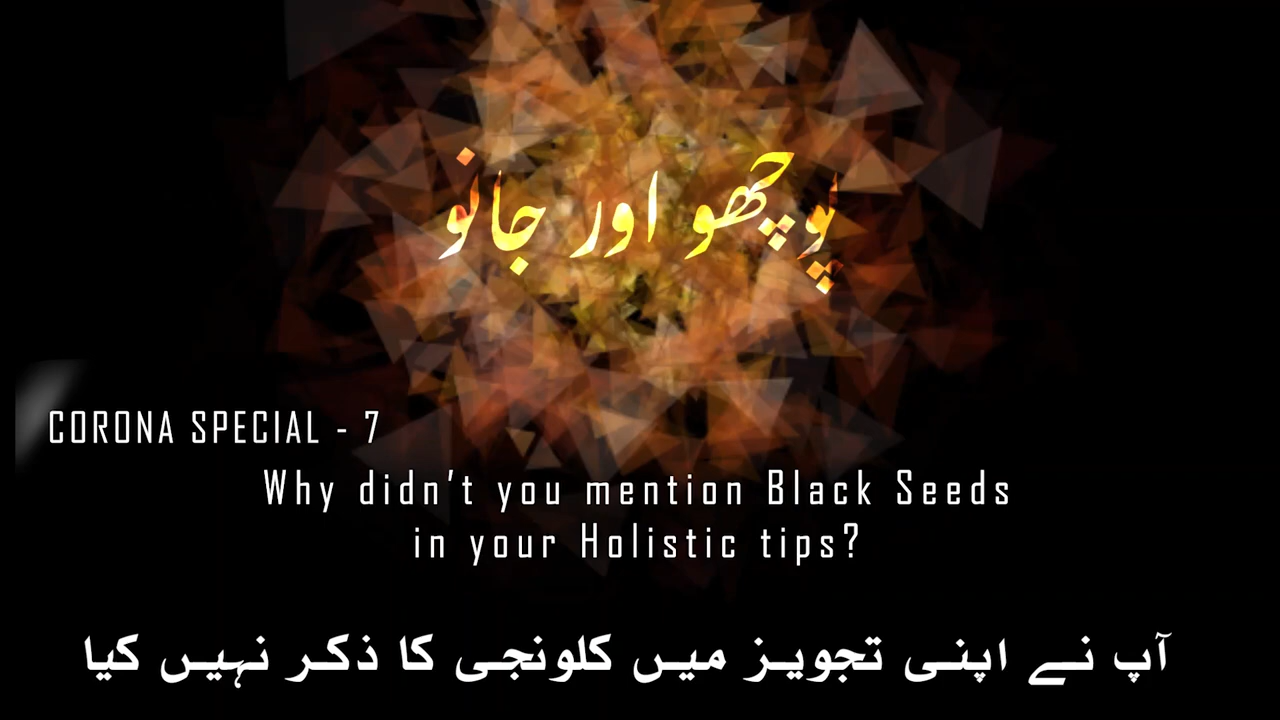 پوچھو اور جانو
CORONA SPECIAL - 7
Why didn't you mention Black Seeds
in your Holistic tips?
آپ نے اپنی تجویز میں کلونجی کا ذکر نہیں کیا